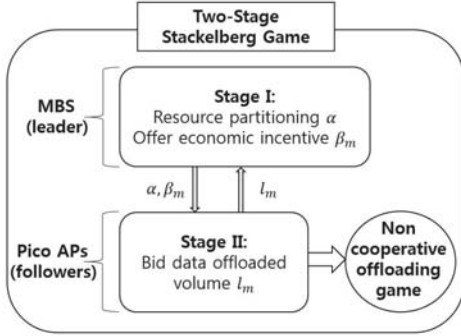 Two-Stage
Stackelberg Game
MBS
(leader)
Stage I:
Resource partitioning α
Offer economic incentive βm
α, βm
lm
Pico APs
(followers)
Stage II:
Bid data offloaded
volume lm
Non
cooperative
offloading
game